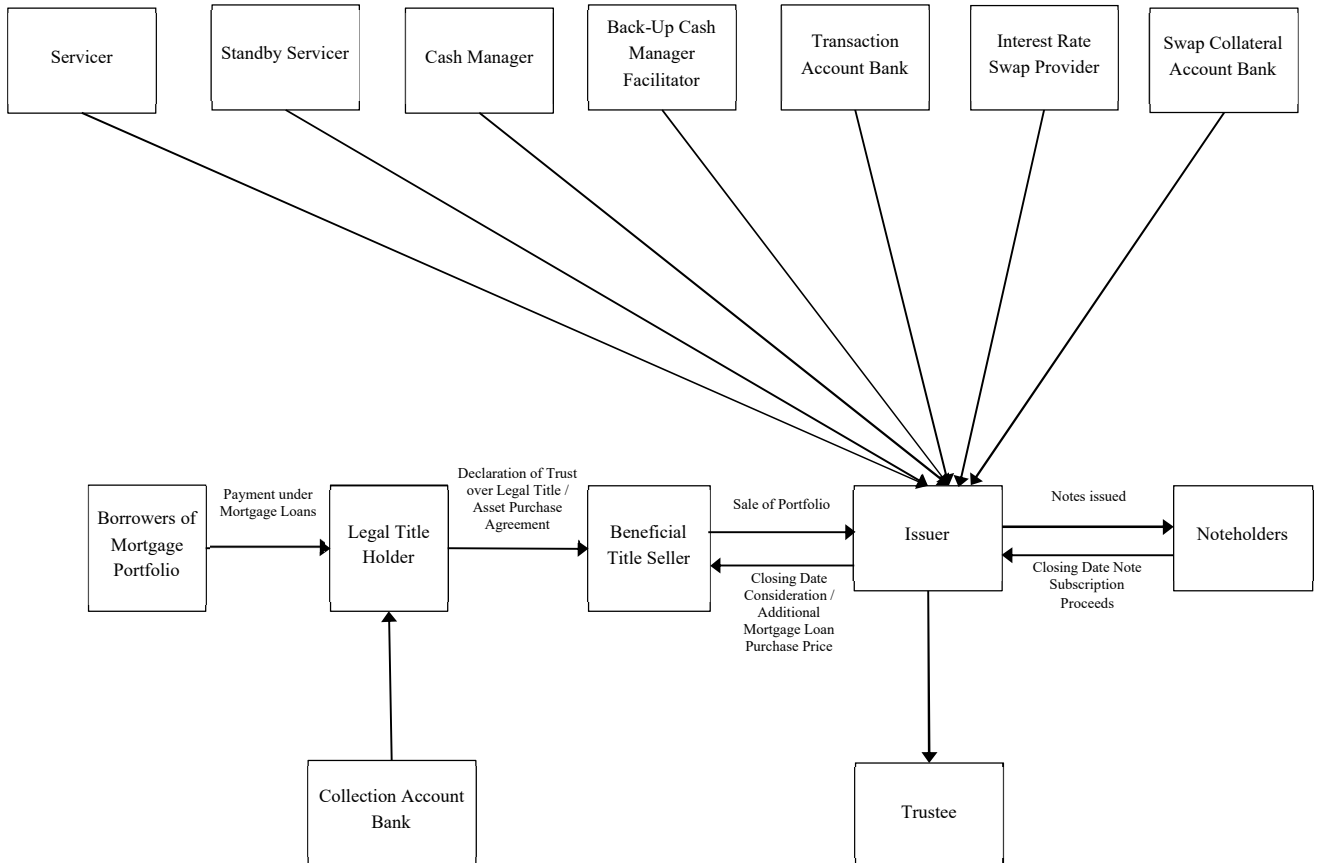 Servicer
Standby Servicer
Cash Manager
Back-Up Cash
Manager
Facilitator
Transaction
Account Bank
Interest Rate
Swap Provider
Swap Collateral
Account Bank
Borrowers of
Mortgage
Portfolio
Payment under
Mortgage Loans
Legal Title
Holder
Declaration of Trust
over Legal Title /
Asset Purchase
Agreement
Beneficial
Title Seller
Sale of Portfolio
Closing Date
Consideration /
Additional
Mortgage Loan
Purchase Price
Issuer
Notes issued
Closing Date Note
Subscription
Proceeds
Noteholders
Collection Account
Bank
Trustee